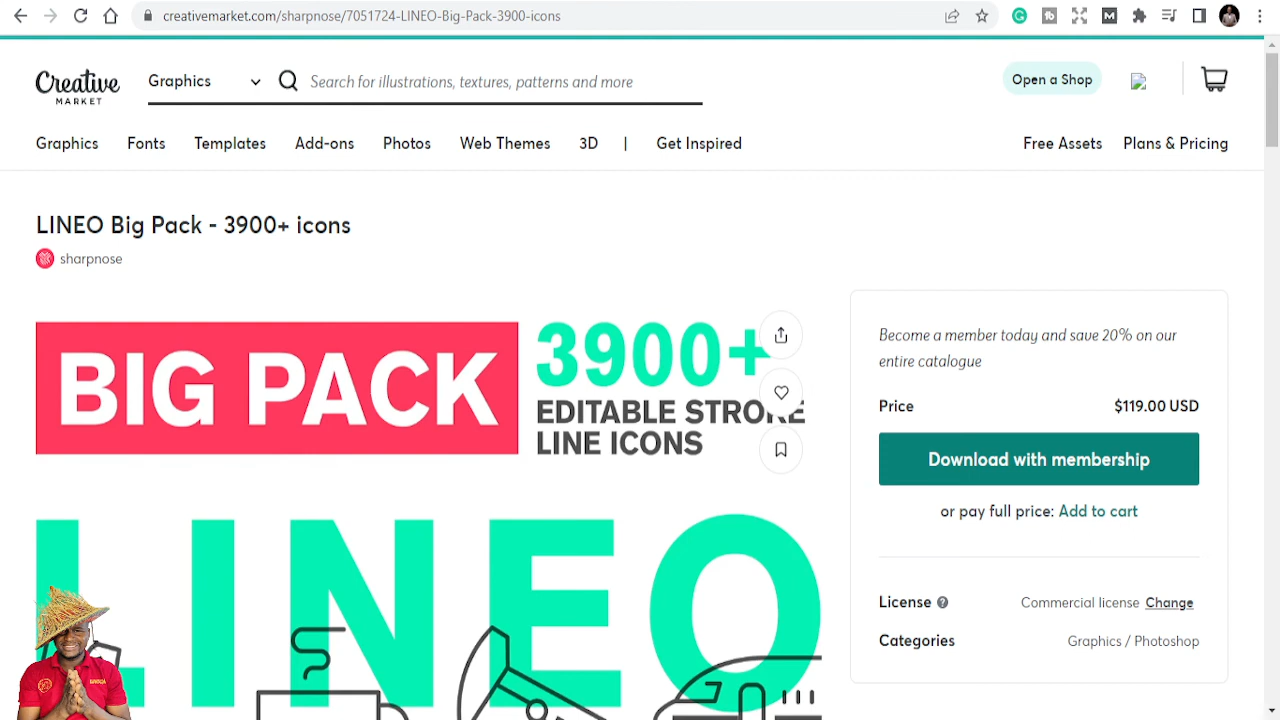 creativemarket.com/sharpnose/7051724-LINEO-Big-Pack-3900-icons
Creative
MARKET
Graphics
Search for illustrations, textures, patterns and more
Open a Shop
Graphics Fonts Templates Add-ons Photos Web Themes 3D | Get Inspired Free Assets Plans & Pricing
LINEO Big Pack - 3900+ icons
sharpnose
BIG PACK
3900+
EDITABLE STROKE
LINE ICONS
LINEO
Become a member today and save 20% on our
entire catalogue
Price $119.00 USD
Download with membership
or pay full price: Add to cart
License Commercial license Change
Categories Graphics / Photoshop